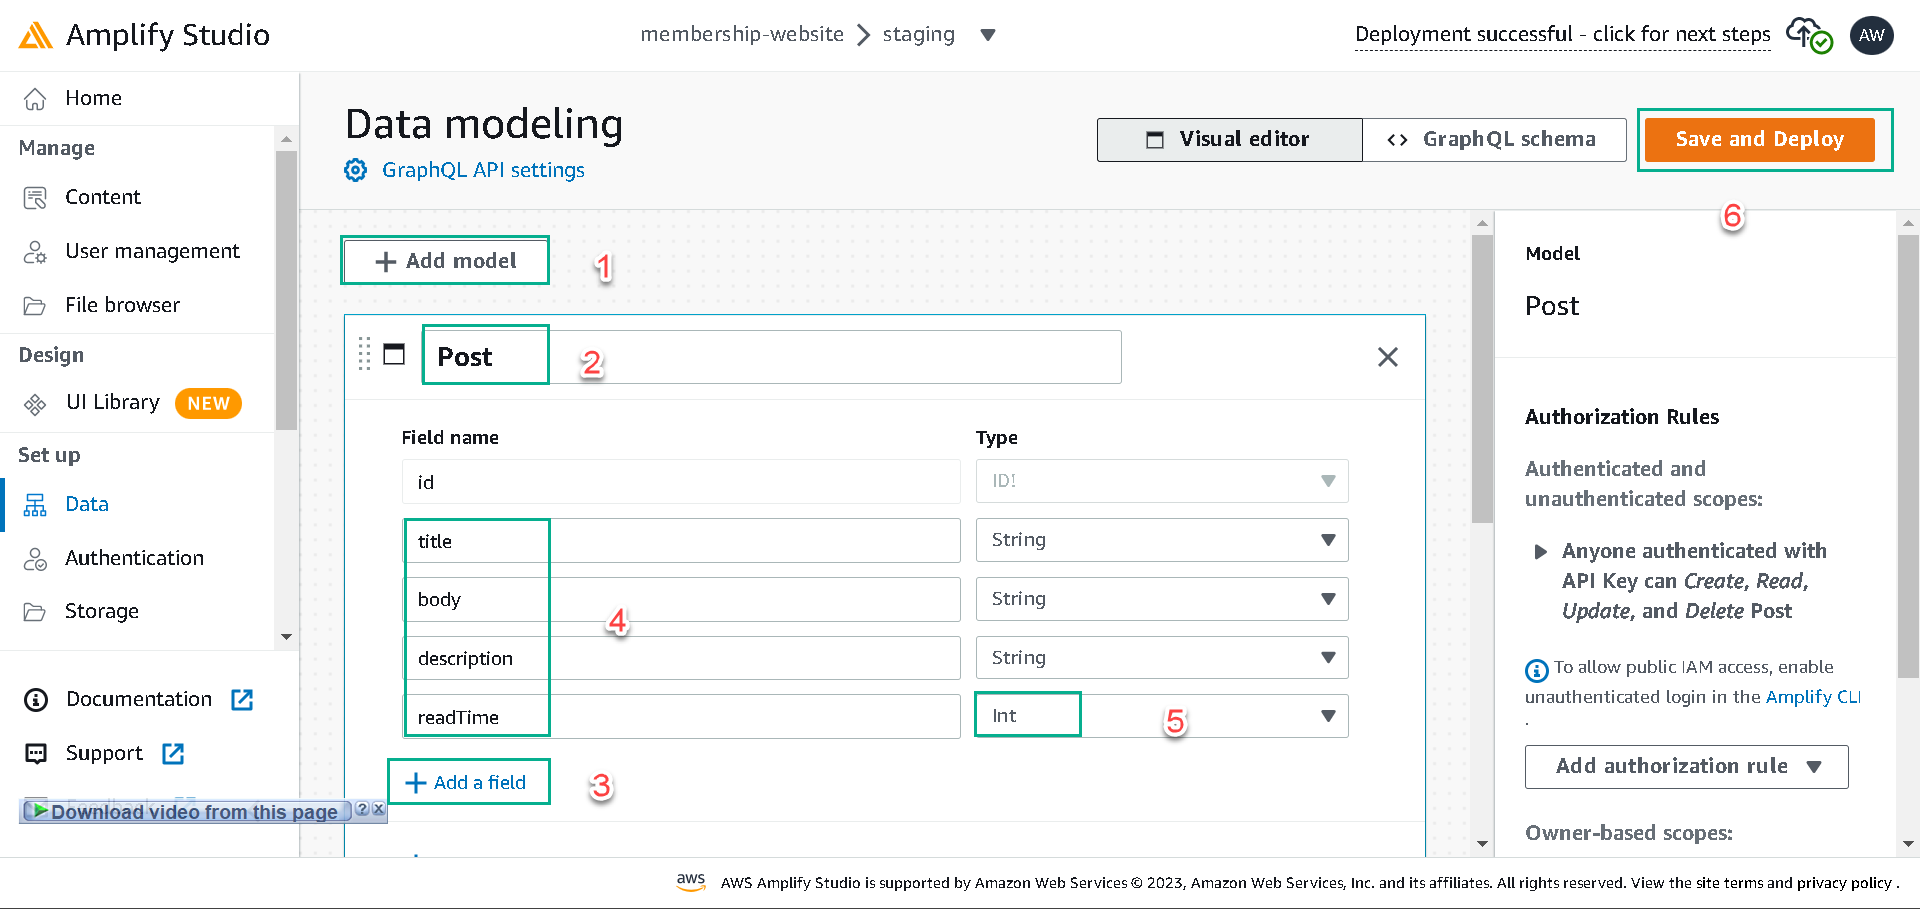 Amplify Studio
membership-website
staging
Deployment successful - click for next steps
AW
Home
Manage
Content
User management
File browser
Design
UI Library NEW
Set up
Data
Authentication
Storage
Documentation
Support
Feedback
Download video from this page ? x
Data modeling
GraphQL API settings
Visual editor
<> GraphQL schema
Save and Deploy
6
+ Add model
1
Post
2
Field name Type
id ID!
title String
body String
4
description String
readTime Int
5
+ Add a field
3
Model
Post
Authorization Rules
Authenticated and
unauthenticated scopes:
Anyone authenticated with
API Key can Create, Read,
Update, and Delete Post
To allow public IAM access, enable
unauthenticated login in the Amplify CLI
.
Add authorization rule
Owner-based scopes:
aws AWS Amplify Studio is supported by Amazon Web Services © 2023, Amazon Web Services, Inc. and its affiliates. All rights reserved. View the site terms and privacy policy .